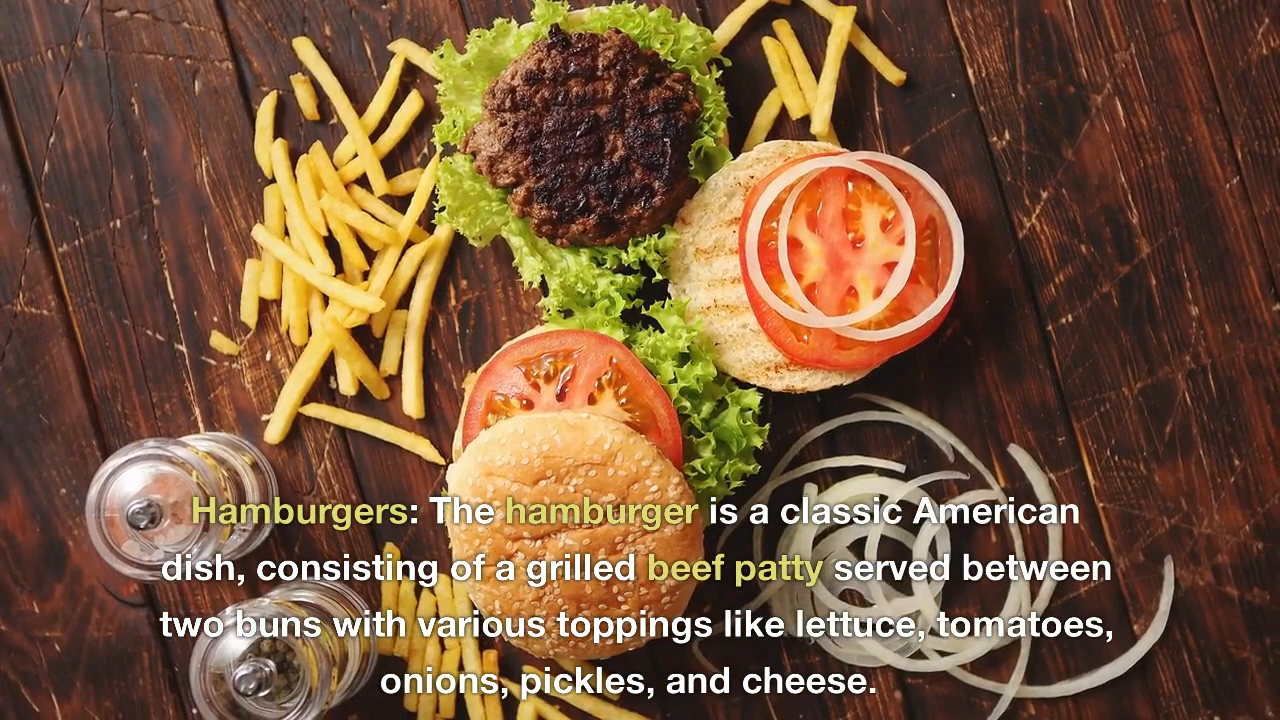 Hamburgers: The hamburger is a classic American
dish, consisting of a grilled beef patty served between
two buns with various toppings like lettuce, tomatoes,
onions, pickles, and cheese.